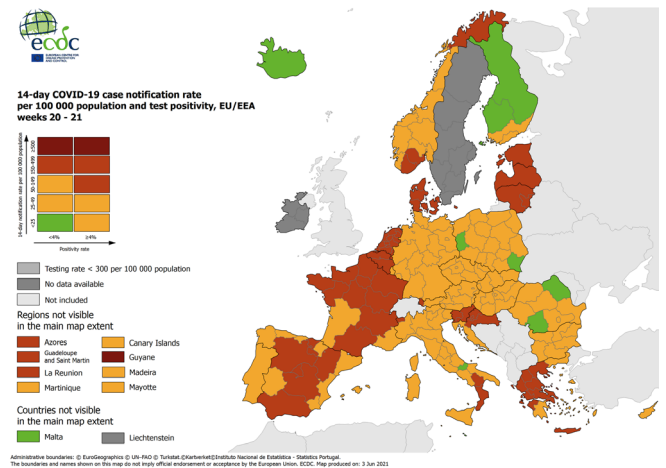 ecdc
EUROPEAN CENTRE FOR
DISEASE PREVENTION
AND CONTROL
14-day COVID-19 case notification rate
per 100 000 population and test positivity, EU/EEA
weeks 20 - 21
14-day notification rate per 100 000 population
≥500
150-499
50-149
25-49
<25
<4%
≥4%
Positivity rate
Testing rate < 300 per 100 000 population
No data available
Not included
Regions not visible
in the main map extent
Azores
Guadeloupe
and Saint Martin
La Reunion
Martinique
Canary Islands
Guyane
Madeira
Mayotte
Countries not visible
in the main map extent
Malta
Liechtenstein
Administrative boundaries: © EuroGeographics © UN–FAO © Turkstat.©Kartverket©Instituto Nacional de Estatística - Statistics Portugal.
The boundaries and names shown on this map do not imply official endorsement or acceptance by the European Union. ECDC. Map produced on: 3 Jun 2021